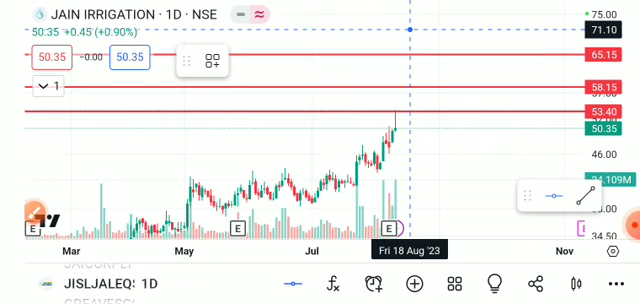 JAIN IRRIGATION · 1D · NSE
50.35 +0.45 (+0.90%)
50.35 −0.00 50.35
1
75.00
71.10
65.15
58.15
53.40
50.35
46.00
34.50
E
E
E
Mar May Jul Fri 18 Aug '23 Nov
JISLJALEQS 1D